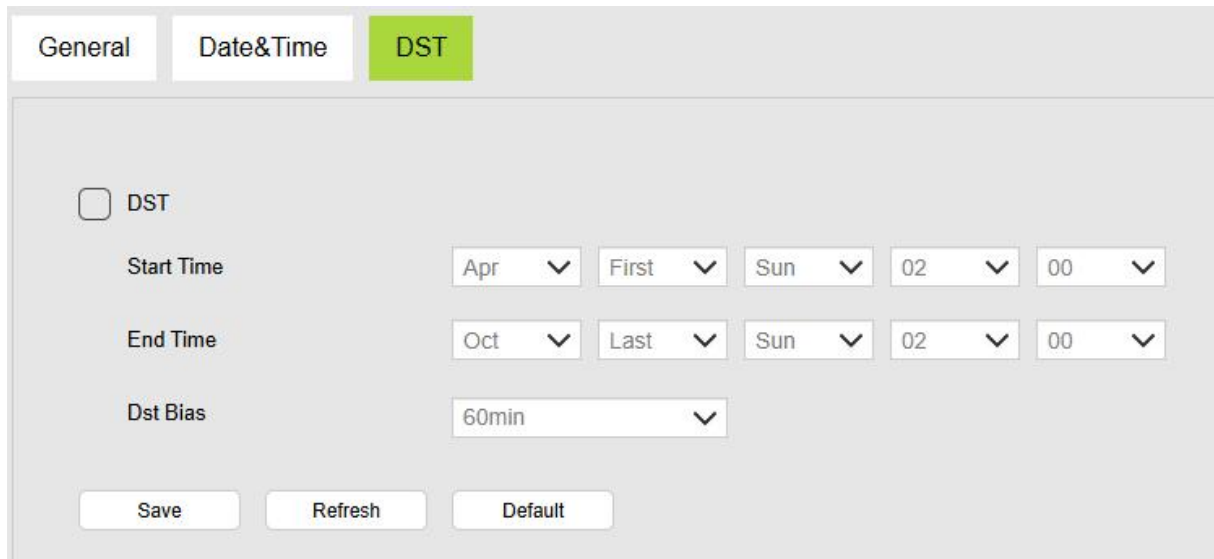 General Date&Time DST
DST
Start Time Apr First Sun 02 00
End Time Oct Last Sun 02 00
Dst Bias 60min
Save Refresh Default